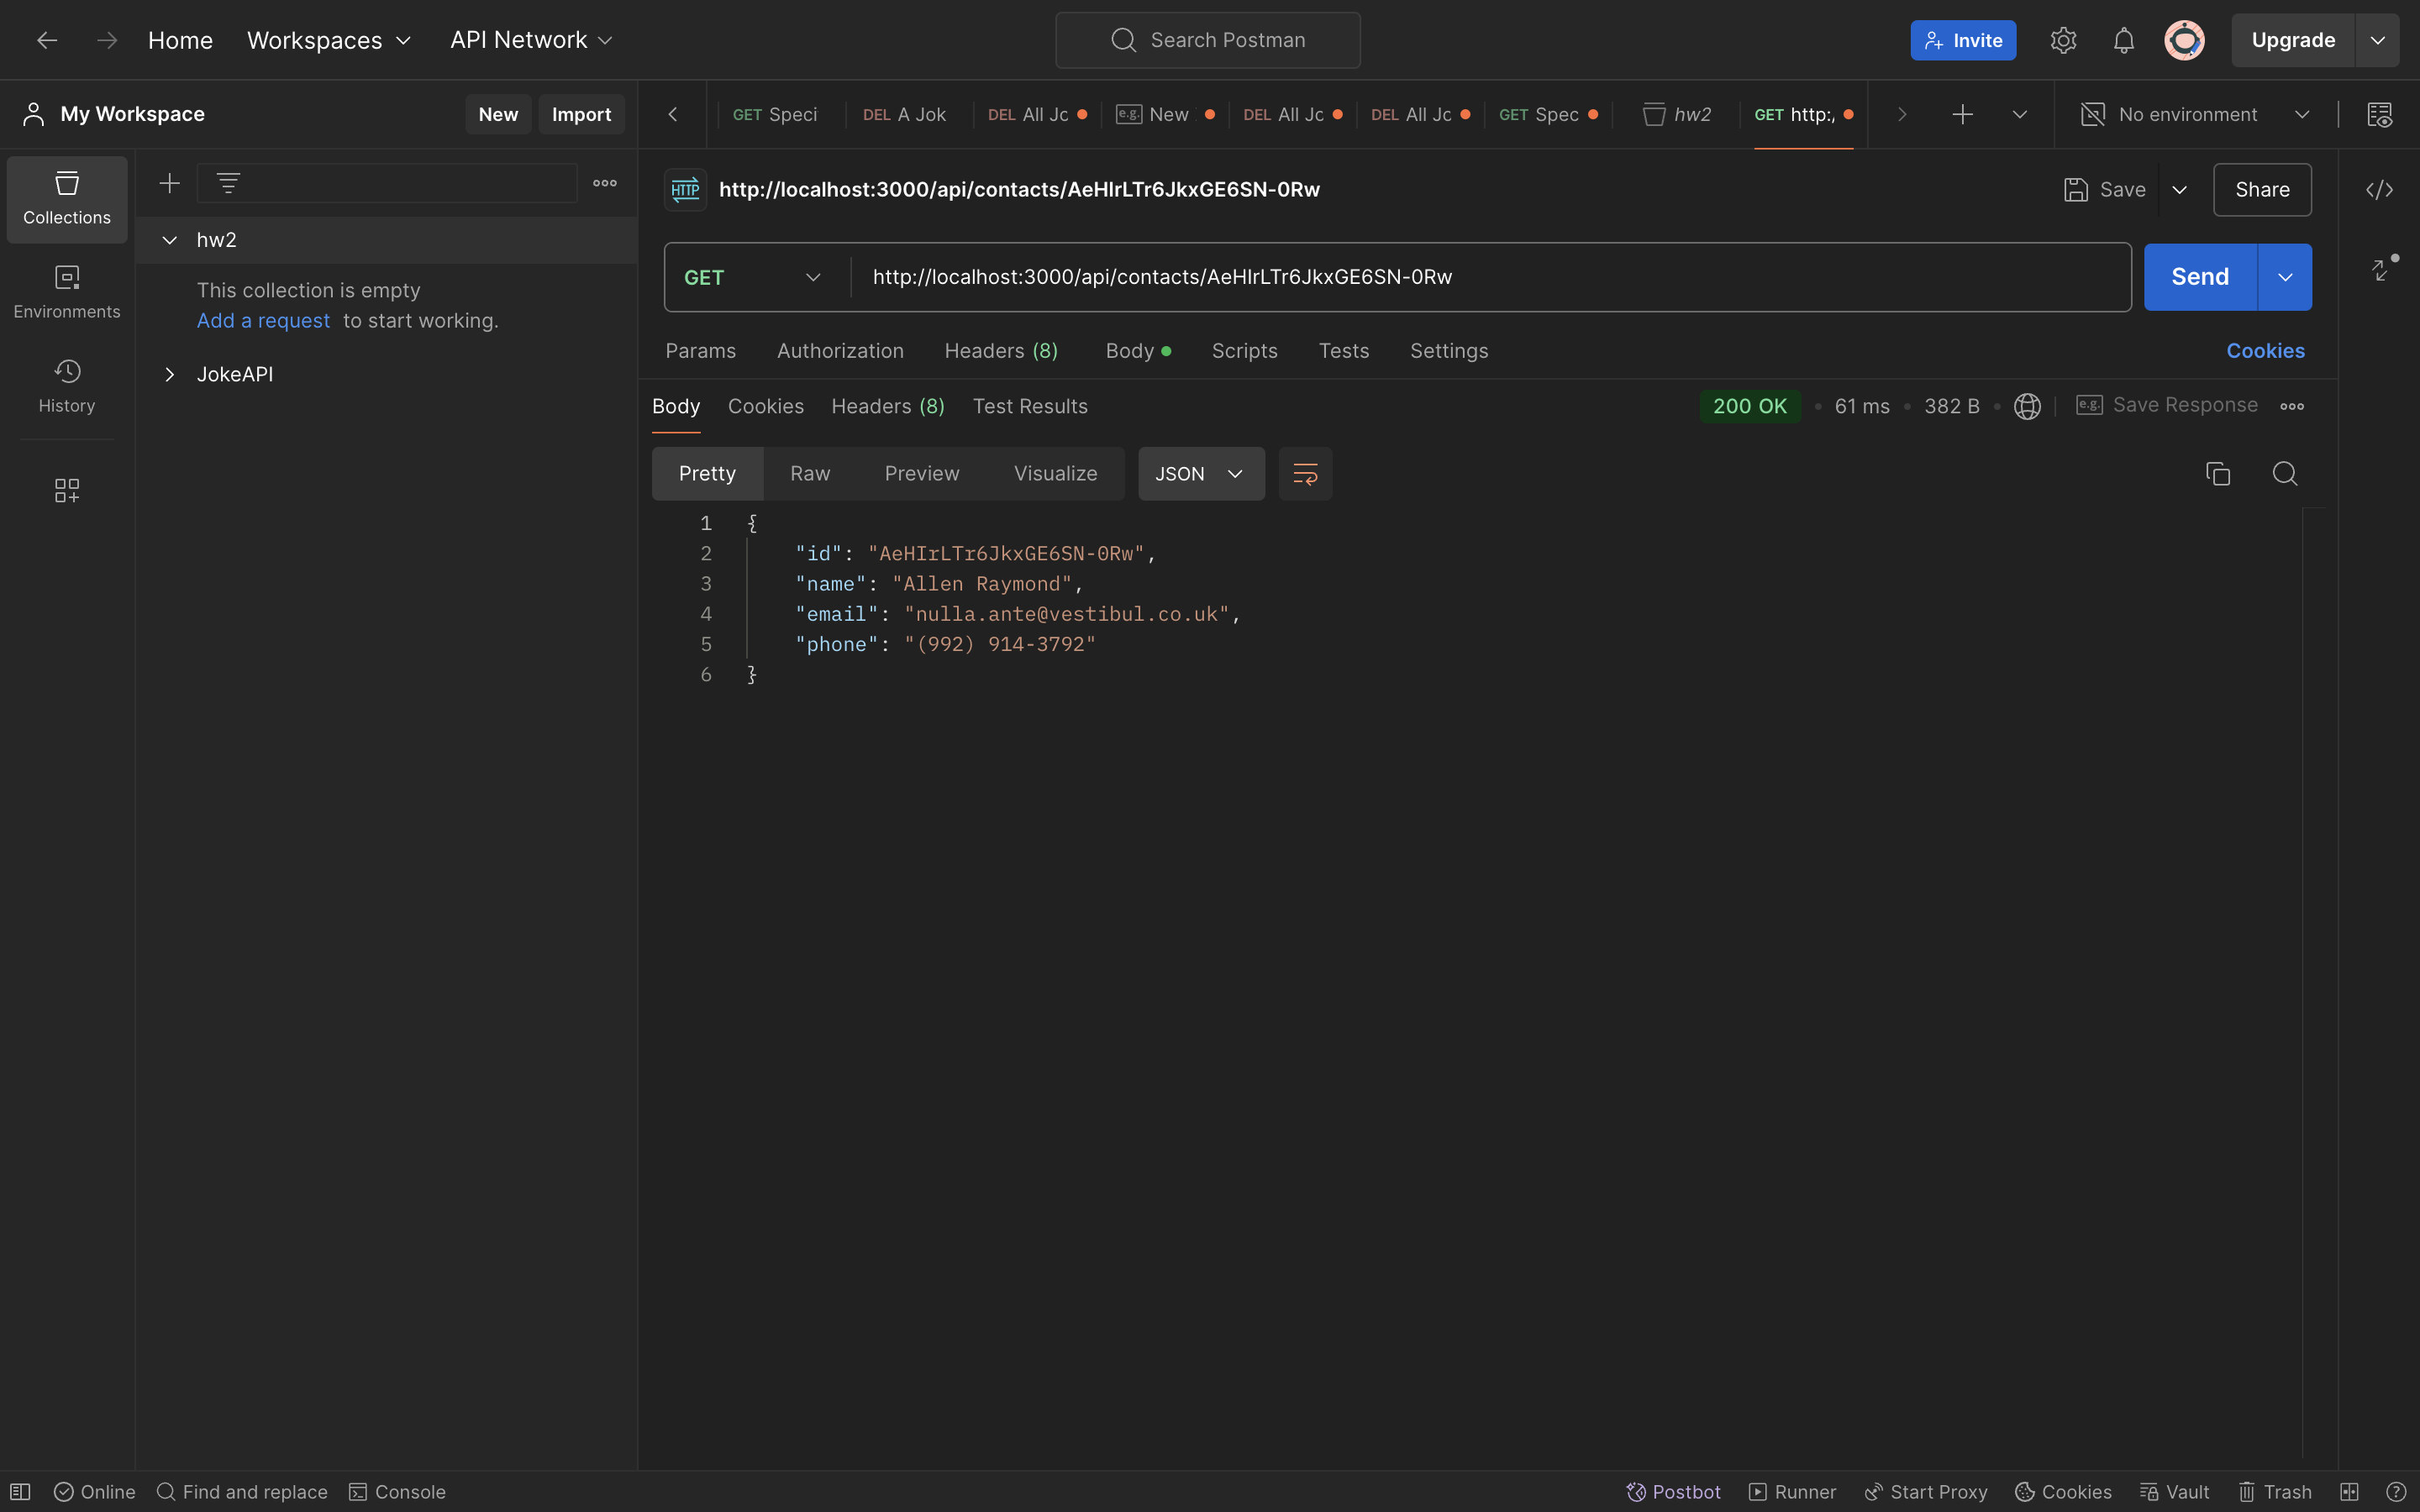 Home Workspaces API Network Search Postman Invite Upgrade
My Workspace New Import
GET Speci DEL A Jok DEL All Jc e.g. New DEL All Jc DEL All Jc GET Spec hw2 GET http:/ No environment
Collections
Environments
History
hw2
This collection is empty
Add a request to start working.
JokeAPI
HTTP http://localhost:3000/api/contacts/AeHIrLTr6JkxGE6SN-0Rw Save Share
GET http://localhost:3000/api/contacts/AeHIrLTr6JkxGE6SN-0Rw Send
Params Authorization Headers (8) Body Scripts Tests Settings Cookies
Body Cookies Headers (8) Test Results 200 OK 61 ms 382 B e.g. Save Response
Pretty Raw Preview Visualize JSON
1 {
2 "id": "AeHIrLTr6JkxGE6SN-0Rw",
3 "name": "Allen Raymond",
4 "email": "nulla.ante@vestibul.co.uk",
5 "phone": "(992) 914-3792"
6 }
Online Find and replace Console Postbot Runner Start Proxy Cookies Vault Trash